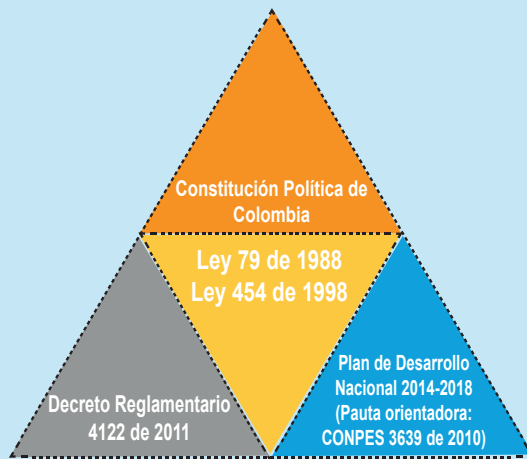 Constitución Política de
Colombia
Ley 79 de 1988
Ley 454 de 1998
Decreto Reglamentario
4122 de 2011
Plan de Desarrollo
Nacional 2014-2018
(Pauta orientadora:
CONPES 3639 de 2010)